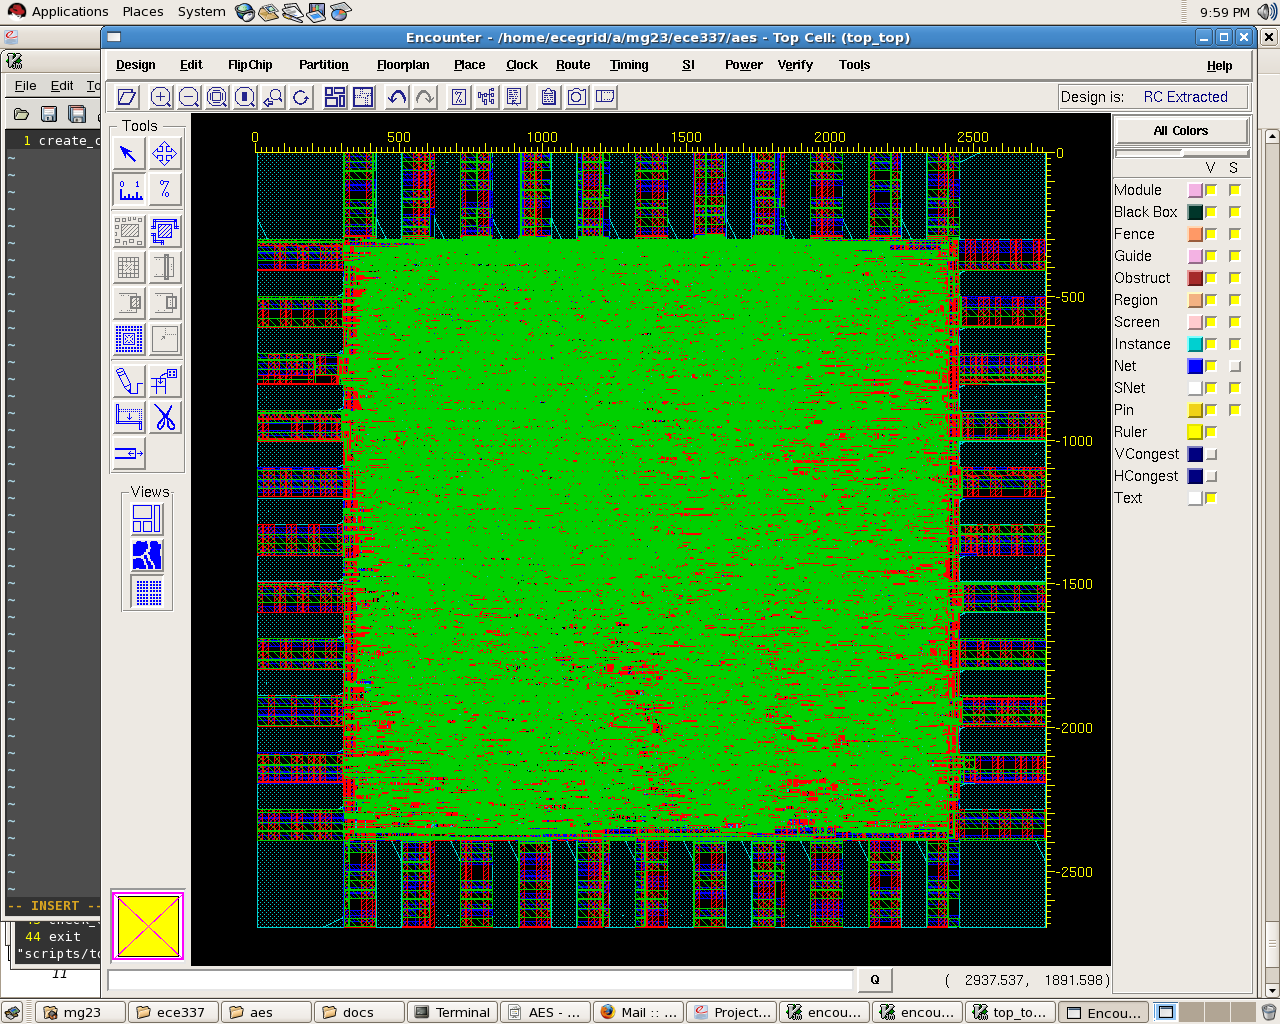 Applications Places System 9:59 PM
Encounter - /home/ecegrid/a/mg23/ece337/aes - Top Cell: (top_top)
File Edit To
Design Edit FlipChip Partition Floorplan Place Clock Route Timing SI Power Verify Tools Help
Design is: RC Extracted
1 create_c
Tools
All Colors
V S
0 500 1000 1500 2000 2500
0
-500
-1000
-1500
-2000
-2500
Module
Black Box
Fence
Guide
Obstruct
Region
Screen
Instance
Net
SNet
Pin
Ruler
VCongest
HCongest
Text
Views
-- INSERT --
44 exit
"scripts/to
11
Q
( 2937.537, 1891.598)
mg23 ece337 aes docs Terminal AES - ... Mail :: ... Project... encou... encou... top_to... Encou...